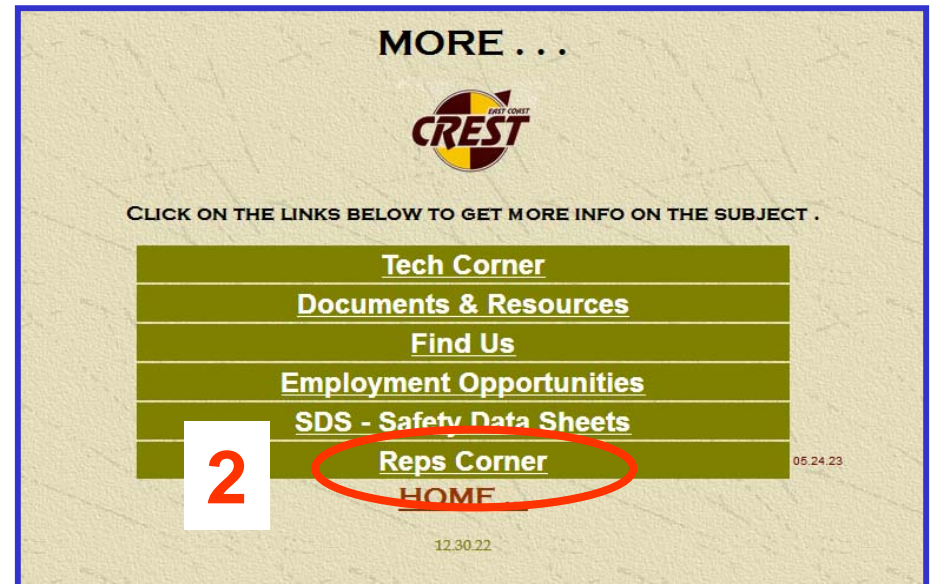 MORE . . .
EAST COAST
CREST
CLICK ON THE LINKS BELOW TO GET MORE INFO ON THE SUBJECT .
Tech Corner
Documents & Resources
Find Us
Employment Opportunities
SDS - Safety Data Sheets
2
Reps Corner
05.24.23
HOME . .
12.30.22